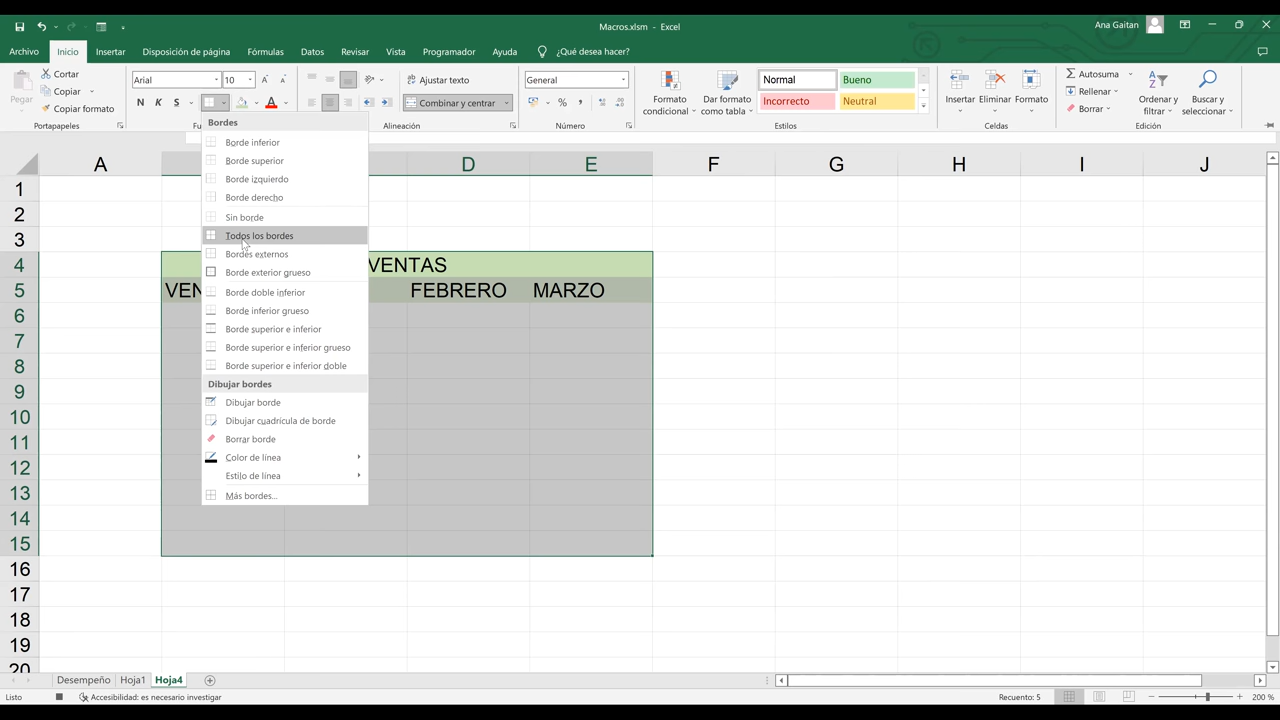 Macros.xlsm - Excel
Ana Gaitan
Archivo Inicio Insertar Disposición de página Fórmulas Datos Revisar Vista Programador Ayuda ¿Qué desea hacer?
Pegar
Cortar
Copiar
Copiar formato
Portapapeles
Arial 10
N K S
Fu
Ajustar texto
Combinar y centrar
Alineación
General
% 000
Número
Formato condicional
Dar formato como tabla
Normal Bueno
Incorrecto Neutral
Estilos
Insertar Eliminar Formato
Celdas
Autosuma
Rellenar
Borrar
Ordenar y filtrar
Buscar y seleccionar
Edición
Bordes
Borde inferior
Borde superior
Borde izquierdo
Borde derecho
Sin borde
Todos los bordes
Bordes externos
Borde exterior grueso
Borde doble inferior
Borde inferior grueso
Borde superior e inferior
Borde superior e inferior grueso
Borde superior e inferior doble
Dibujar bordes
Dibujar borde
Dibujar cuadrícula de borde
Borrar borde
Color de línea
Estilo de línea
Más bordes...
A D E F G H I J
1
2
3
4 VENTAS
5 VEN FEBRERO MARZO
6
7
8
9
10
11
12
13
14
15
16
17
18
19
20
Desempeño Hoja1 Hoja4
Listo Accesibilidad: es necesario investigar Recuento: 5 200 %